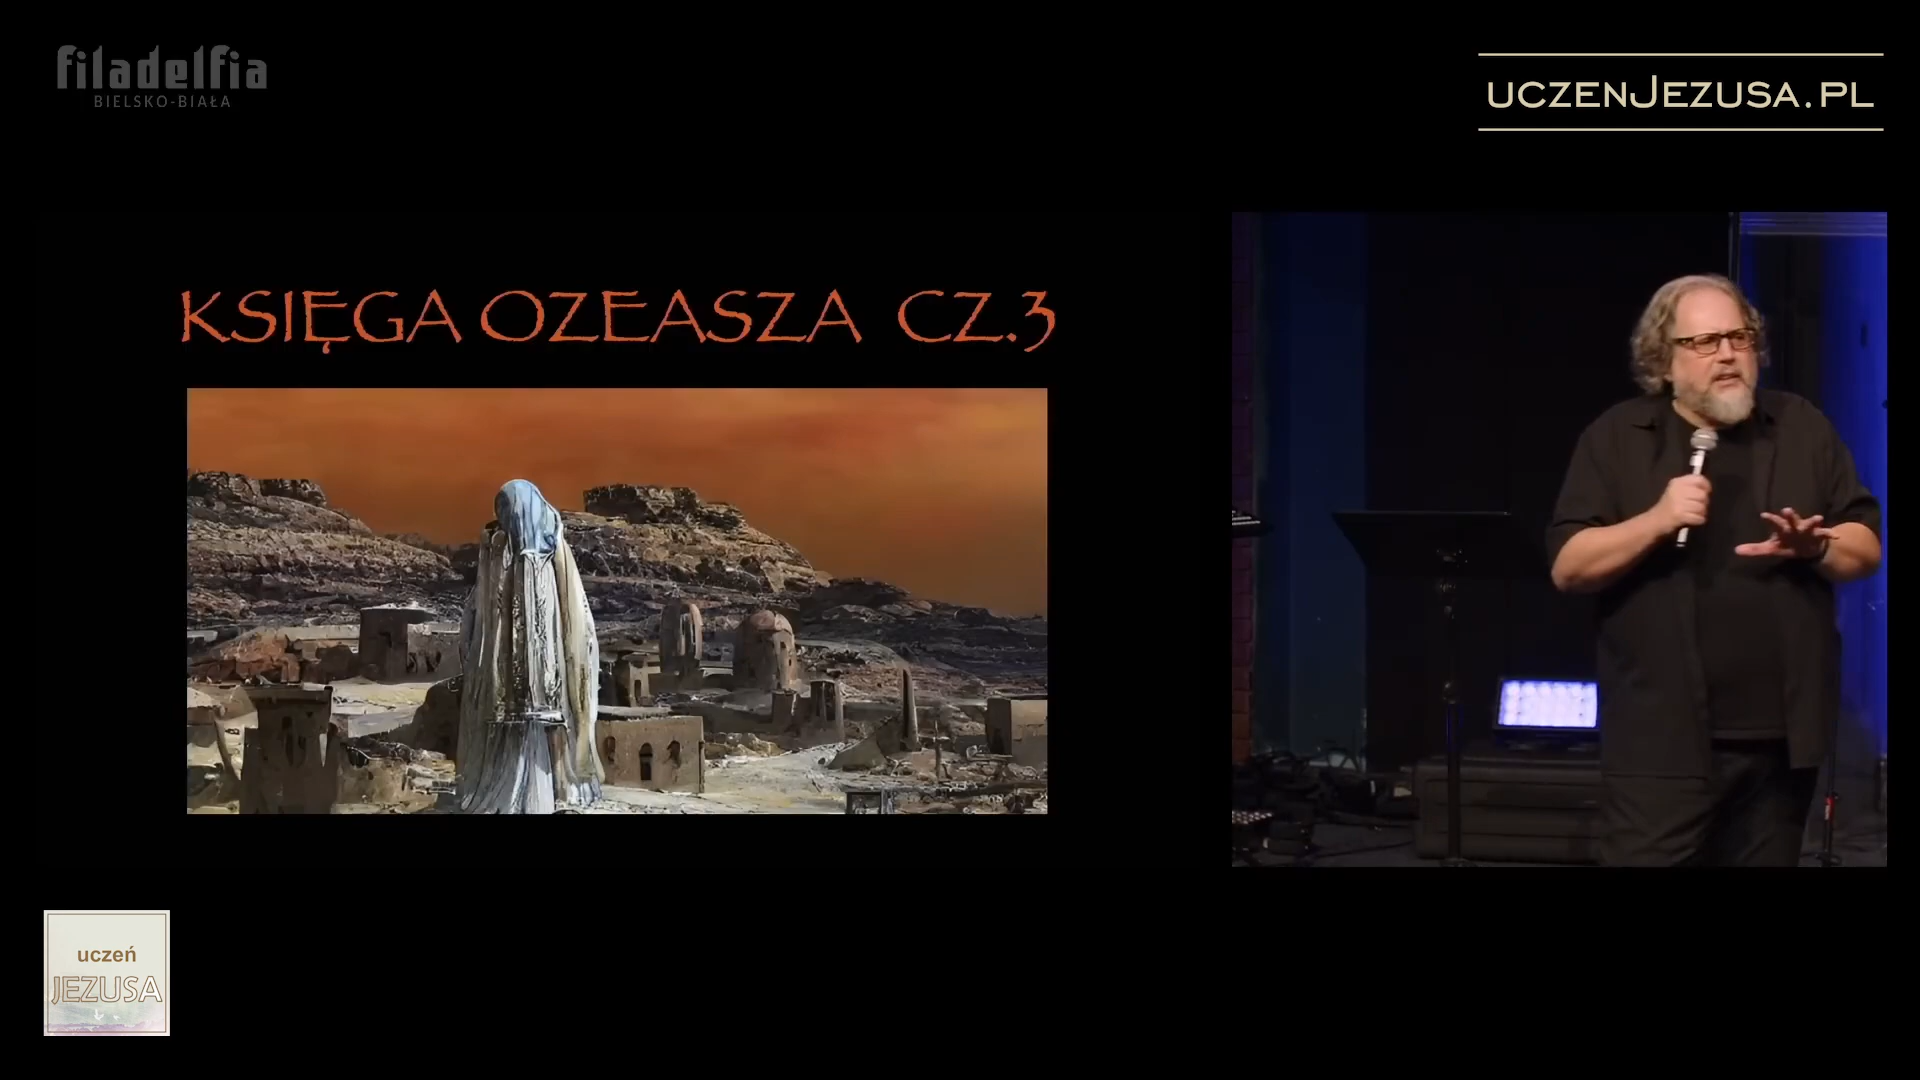 filadelfia
BIELSKO-BIAŁA
UCZENJEZUSA.PL
KSIĘGA OZEASZA CZ.3
uczeń
JEZUSA